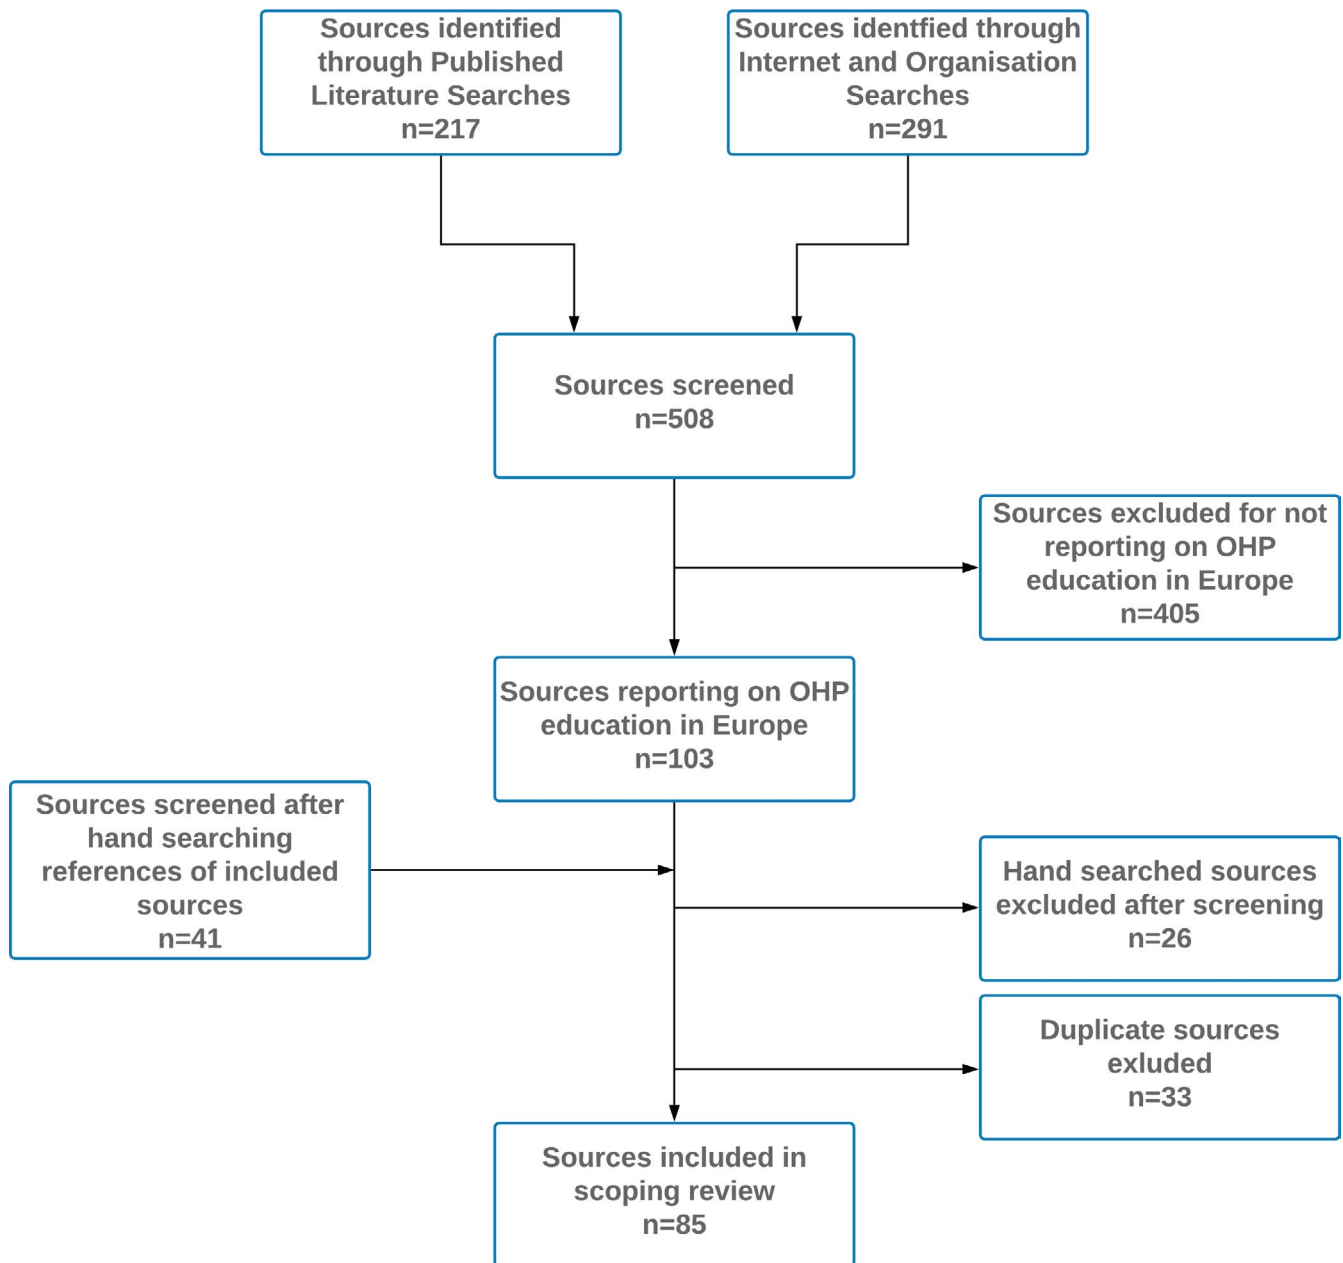 Sources identified
through Published
Literature Searches
n=217
Sources identfied through
Internet and Organisation
Searches
n=291
Sources screened
n=508
Sources excluded for not
reporting on OHP
education in Europe
n=405
Sources reporting on OHP
education in Europe
n=103
Sources screened after
hand searching
references of included
sources
n=41
Hand searched sources
excluded after screening
n=26
Duplicate sources
exluded
n=33
Sources included in
scoping review
n=85